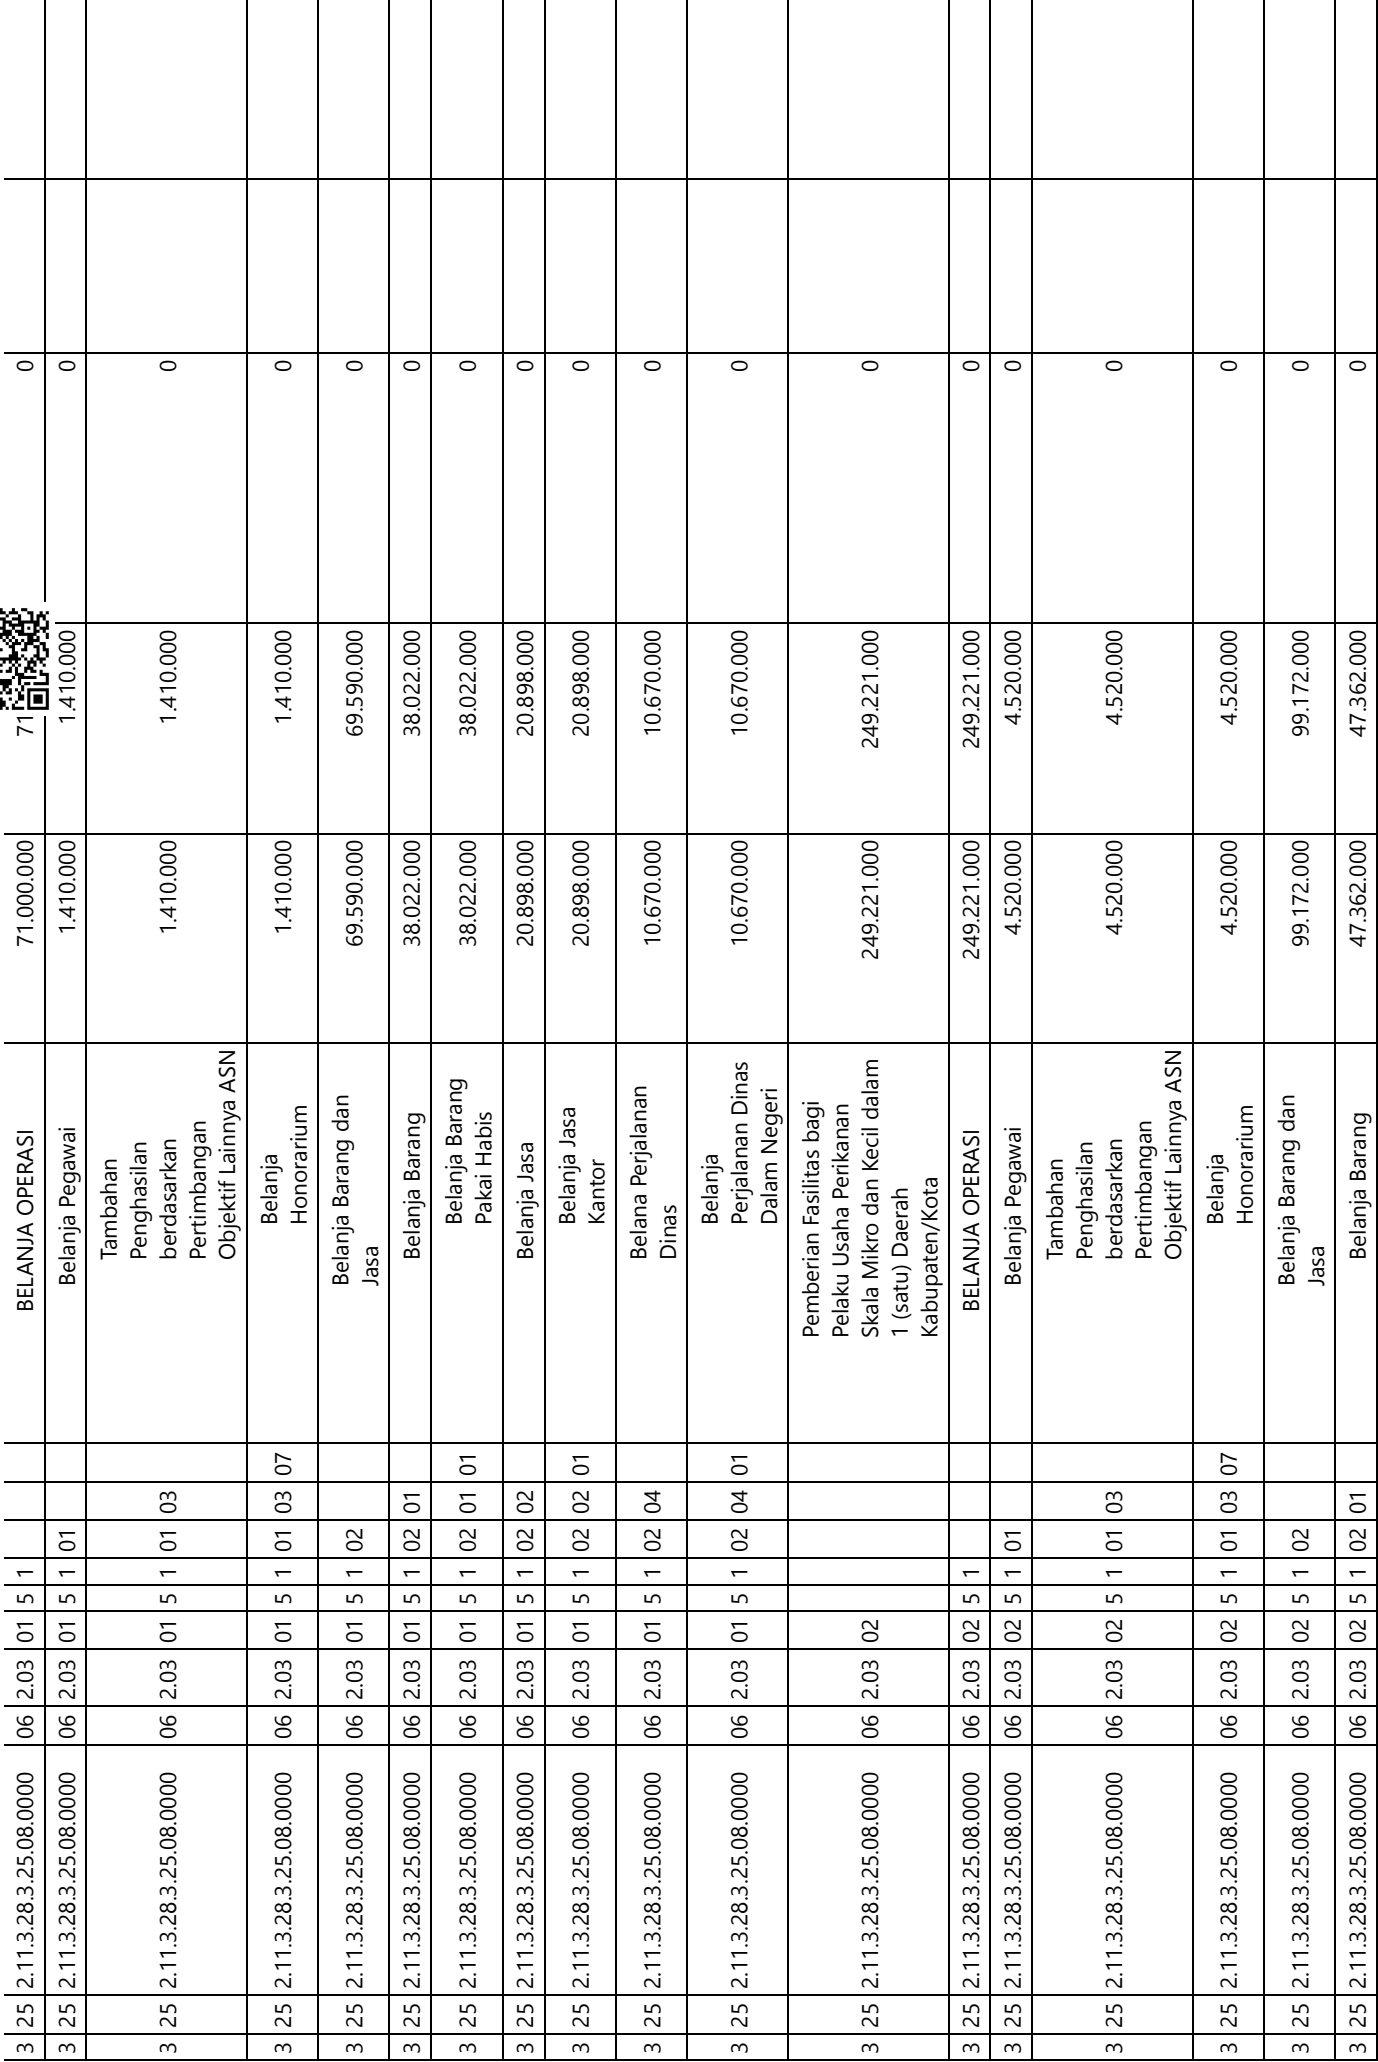 3 25 2.11.3.28.3.25.08.0000 06 2.03 01 5 1 BELANJA OPERASI 71.000.000 71 0
3 25 2.11.3.28.3.25.08.0000 06 2.03 01 5 1 01 Belanja Pegawai 1.410.000 1.410.000 0
Tambahan
Penghasilan
3 25 2.11.3.28.3.25.08.0000 06 2.03 01 5 1 01 03 berdasarkan 1.410.000 1.410.000 0
Pertimbangan
Objektif Lainnya ASN
3 25 2.11.3.28.3.25.08.0000 06 2.03 01 5 1 01 03 07 Belanja 1.410.000 1.410.000 0
Honorarium
3 25 2.11.3.28.3.25.08.0000 06 2.03 01 5 1 02 Belanja Barang dan 69.590.000 69.590.000 0
Jasa
3 25 2.11.3.28.3.25.08.0000 06 2.03 01 5 1 02 01 Belanja Barang 38.022.000 38.022.000 0
3 25 2.11.3.28.3.25.08.0000 06 2.03 01 5 1 02 01 01 Belanja Barang 38.022.000 38.022.000 0
Pakai Habis
3 25 2.11.3.28.3.25.08.0000 06 2.03 01 5 1 02 02 Belanja Jasa 20.898.000 20.898.000 0
3 25 2.11.3.28.3.25.08.0000 06 2.03 01 5 1 02 02 01 Belanja Jasa 20.898.000 20.898.000 0
Kantor
3 25 2.11.3.28.3.25.08.0000 06 2.03 01 5 1 02 04 Belana Perjalanan 10.670.000 10.670.000 0
Dinas
Belanja
3 25 2.11.3.28.3.25.08.0000 06 2.03 01 5 1 02 04 01 Perjalanan Dinas 10.670.000 10.670.000 0
Dalam Negeri
Pemberian Fasilitas bagi
Pelaku Usaha Perikanan
3 25 2.11.3.28.3.25.08.0000 06 2.03 02 Skala Mikro dan Kecil dalam 249.221.000 249.221.000 0
1 (satu) Daerah
Kabupaten/Kota
3 25 2.11.3.28.3.25.08.0000 06 2.03 02 5 1 BELANJA OPERASI 249.221.000 249.221.000 0
3 25 2.11.3.28.3.25.08.0000 06 2.03 02 5 1 01 Belanja Pegawai 4.520.000 4.520.000 0
Tambahan
Penghasilan
3 25 2.11.3.28.3.25.08.0000 06 2.03 02 5 1 01 03 berdasarkan 4.520.000 4.520.000 0
Pertimbangan
Objektif Lainnya ASN
3 25 2.11.3.28.3.25.08.0000 06 2.03 02 5 1 01 03 07 Belanja 4.520.000 4.520.000 0
Honorarium
3 25 2.11.3.28.3.25.08.0000 06 2.03 02 5 1 02 Belanja Barang dan 99.172.000 99.172.000 0
Jasa
3 25 2.11.3.28.3.25.08.0000 06 2.03 02 5 1 02 01 Belanja Barang 47.362.000 47.362.000 0